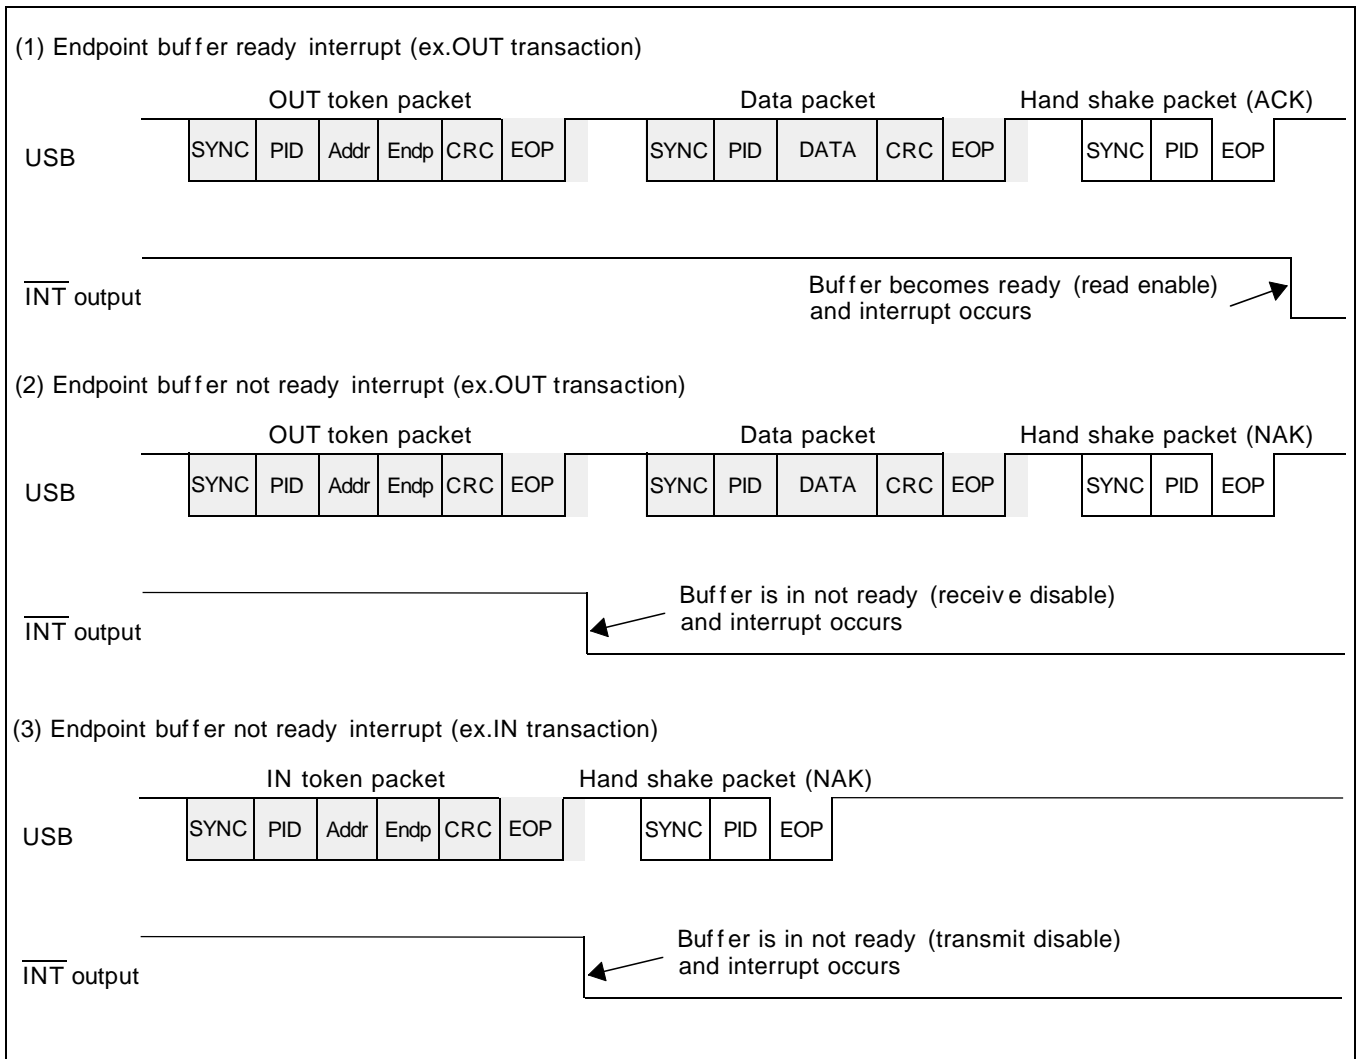 (1) Endpoint buffer ready interrupt (ex.OUT transaction)
OUT token packet Data packet Hand shake packet (ACK)
USB SYNC PID Addr Endp CRC EOP SYNC PID DATA CRC EOP SYNC PID EOP
INT output
Buffer becomes ready (read enable)
and interrupt occurs
(2) Endpoint buffer not ready interrupt (ex.OUT transaction)
OUT token packet Data packet Hand shake packet (NAK)
USB SYNC PID Addr Endp CRC EOP SYNC PID DATA CRC EOP SYNC PID EOP
INT output
Buffer is in not ready (receive disable)
and interrupt occurs
(3) Endpoint buffer not ready interrupt (ex.IN transaction)
IN token packet Hand shake packet (NAK)
USB SYNC PID Addr Endp CRC EOP SYNC PID EOP
INT output
Buffer is in not ready (transmit disable)
and interrupt occurs